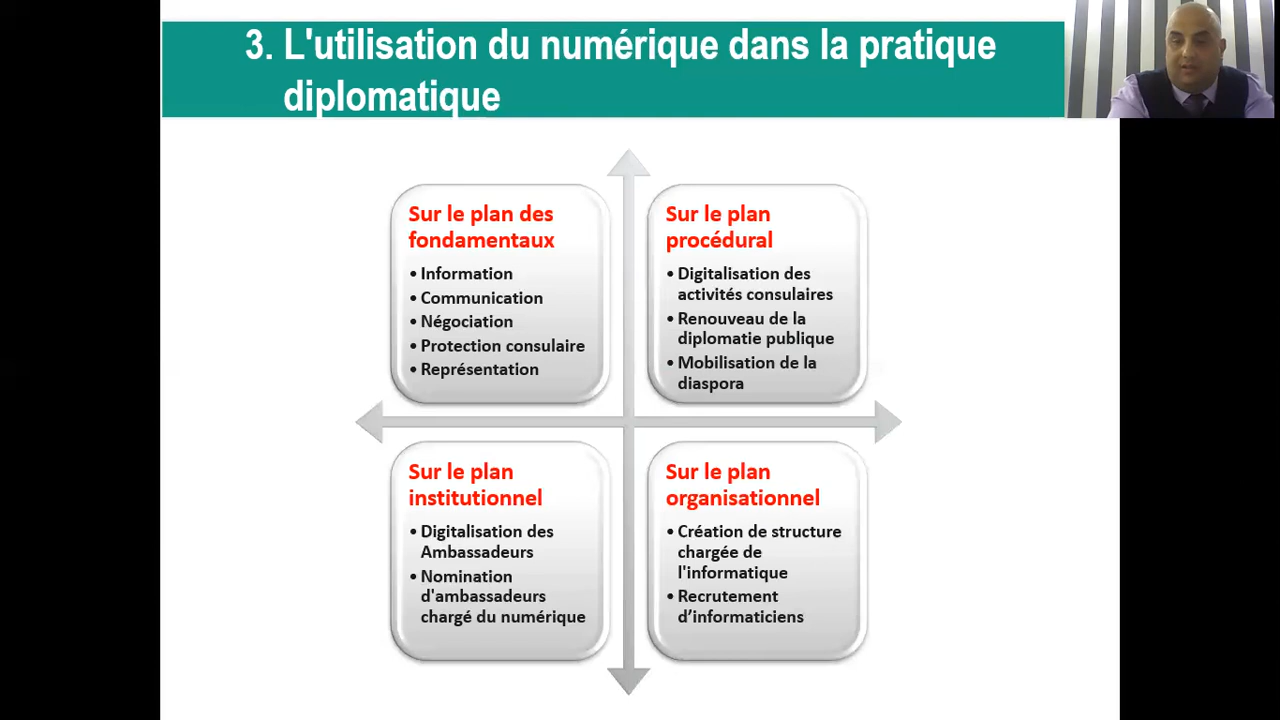 3. L'utilisation du numérique dans la pratique
diplomatique
Sur le plan des
fondamentaux
• Information
• Communication
• Négociation
• Protection consulaire
• Représentation
Sur le plan
procédural
• Digitalisation des
activités consulaires
• Renouveau de la
diplomatie publique
• Mobilisation de la
diaspora
Sur le plan
institutionnel
• Digitalisation des
Ambassadeurs
• Nomination
d'ambassadeurs
chargé du numérique
Sur le plan
organisationnel
• Création de structure
chargée de
l'informatique
• Recrutement
d’informaticiens